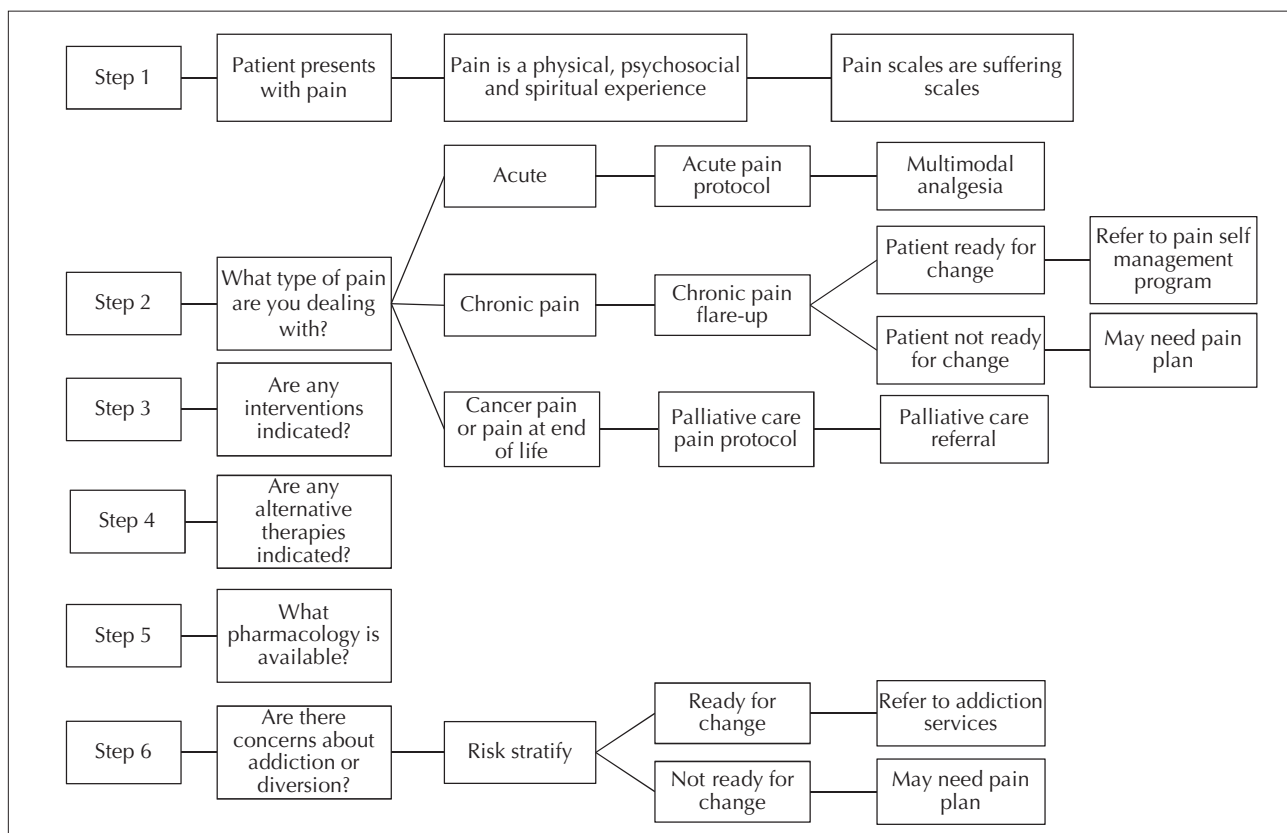 Step 1
Patient presents
with pain
Pain is a physical, psychosocial
and spiritual experience
Pain scales are suffering
scales
Step 2
What type of pain
are you dealing
with?
Acute
Acute pain
protocol
Multimodal
analgesia
Chronic pain
Chronic pain
flare-up
Patient ready for
change
Refer to pain self
management
program
Patient not ready
for change
May need pain
plan
Cancer pain
or pain at end
of life
Palliative care
pain protocol
Palliative care
referral
Step 3
Are any
interventions
indicated?
Step 4
Are any
alternative
therapies
indicated?
Step 5
What
pharmacology is
available?
Step 6
Are there
concerns about
addiction or
diversion?
Risk stratify
Ready for
change
Refer to addiction
services
Not ready for
change
May need pain
plan